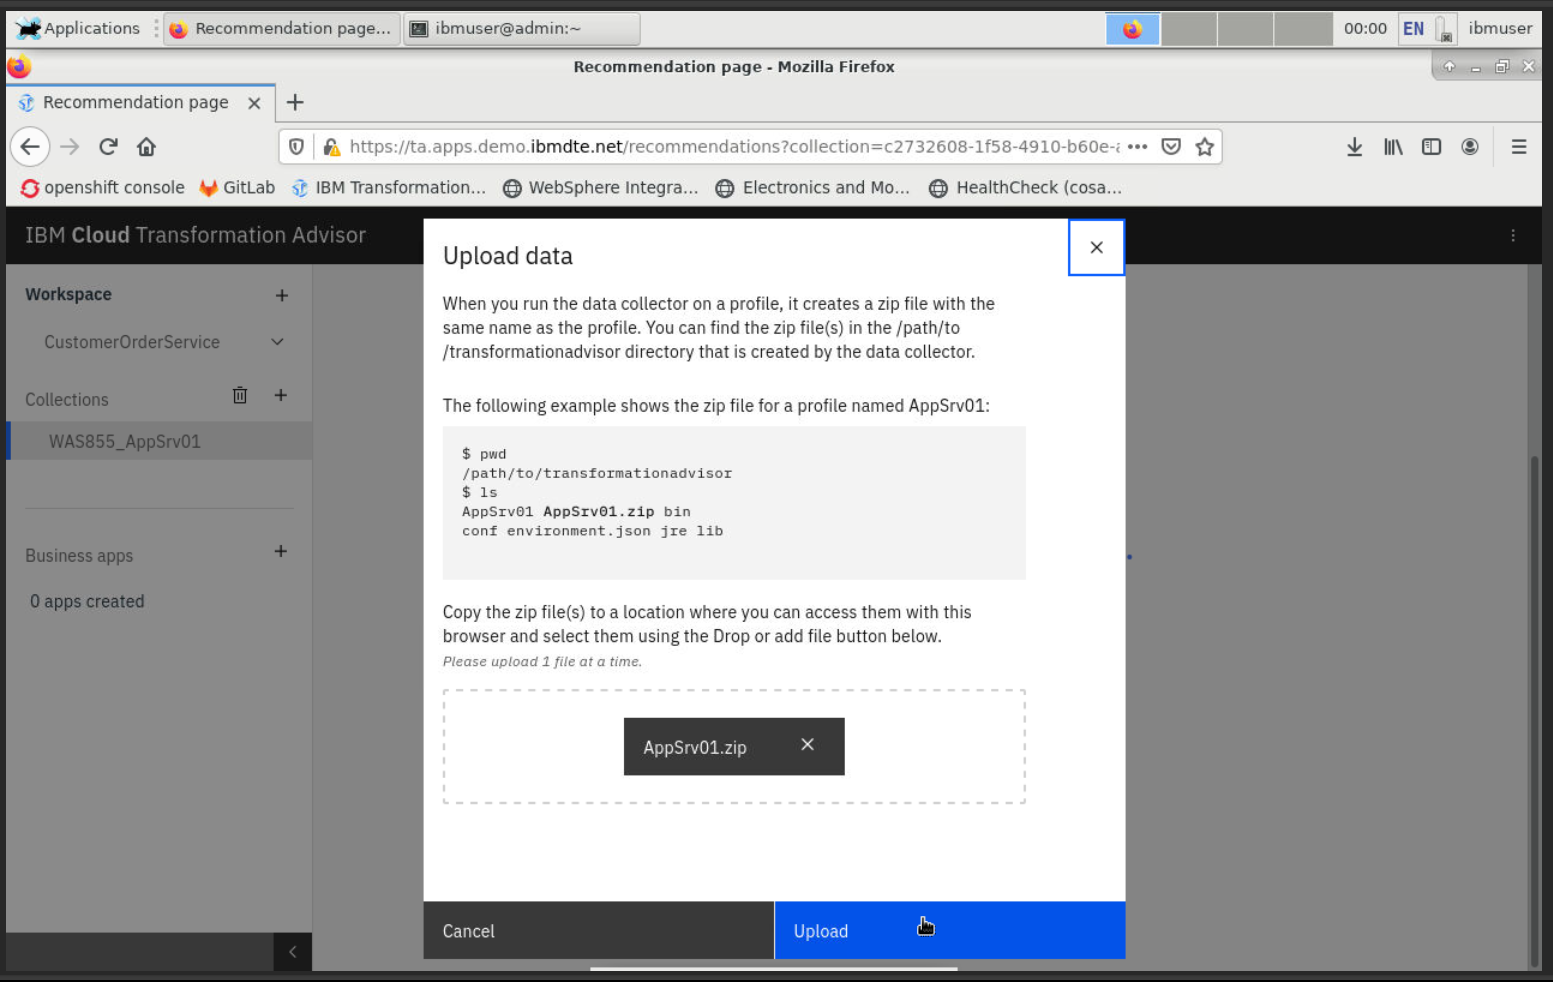 Applications
Recommendation page...
ibmuser@admin:~
00:00
EN
ibmuser
Recommendation page - Mozilla Firefox
Recommendation page
https://ta.apps.demo.ibmdte.net/recommendations?collection=c2732608-1f58-4910-b60e-
openshift console
GitLab
IBM Transformation...
WebSphere Integra...
Electronics and Mo...
HealthCheck (cosa...
IBM Cloud Transformation Advisor
Workspace
CustomerOrderService
Collections
WAS855_AppSrv01
Business apps
0 apps created
Upload data
When you run the data collector on a profile, it creates a zip file with the
same name as the profile. You can find the zip file(s) in the /path/to
/transformationadvisor directory that is created by the data collector.
The following example shows the zip file for a profile named AppSrv01:
$ pwd
/path/to/transformationadvisor
$ ls
AppSrv01 AppSrv01.zip bin
conf environment.json jre lib
Copy the zip file(s) to a location where you can access them with this
browser and select them using the Drop or add file button below.
Please upload 1 file at a time.
AppSrv01.zip
Cancel
Upload